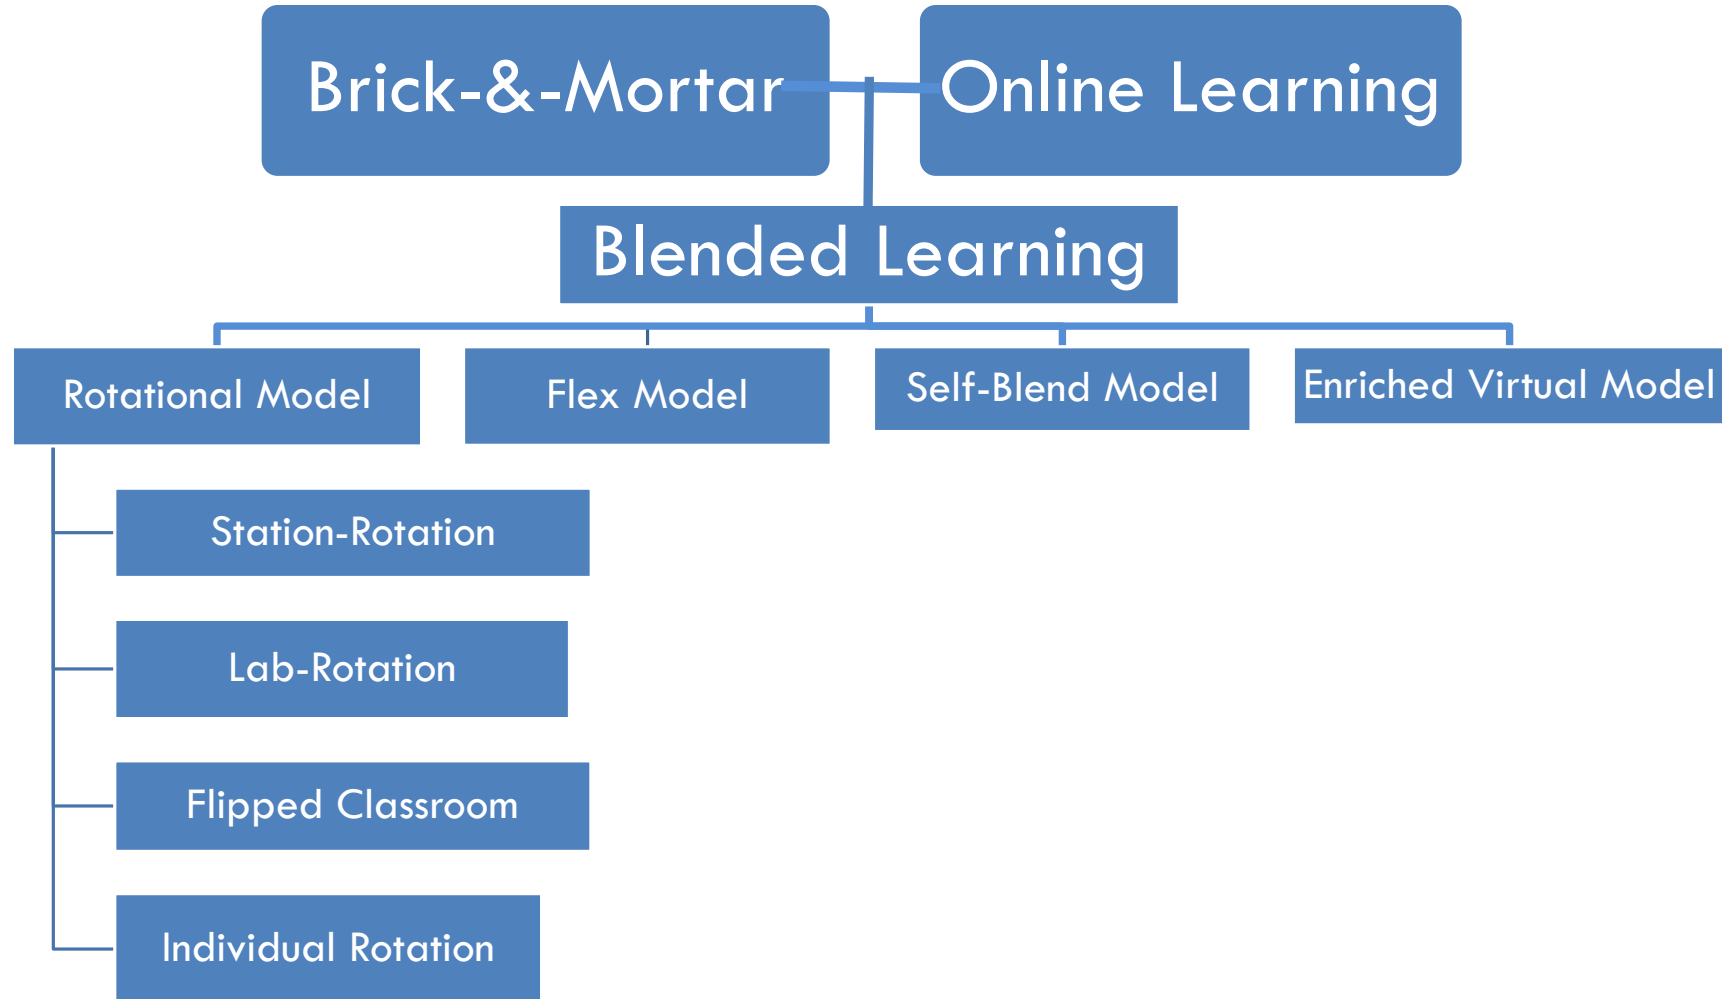 Brick-&-Mortar
Online Learning
Blended Learning
Rotational Model
Flex Model
Self-Blend Model
Enriched Virtual Model
Station-Rotation
Lab-Rotation
Flipped Classroom
Individual Rotation